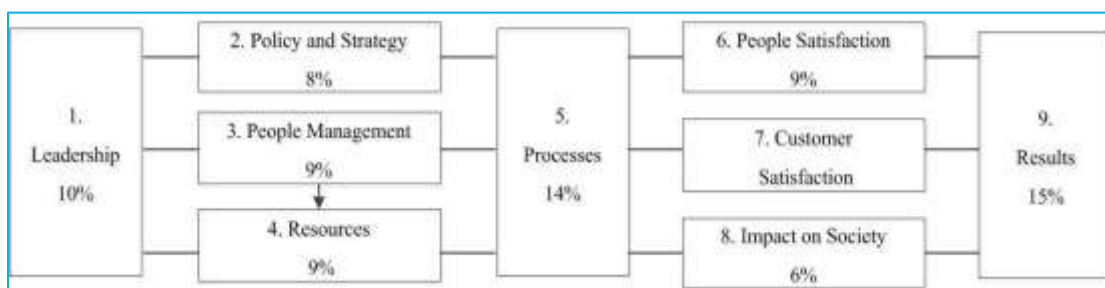 1.
Leadership
10%
2. Policy and Strategy
8%
3. People Management
9%
4. Resources
9%
5.
Processes
14%
6. People Satisfaction
9%
7. Customer
Satisfaction
8. Impact on Society
6%
9.
Results
15%